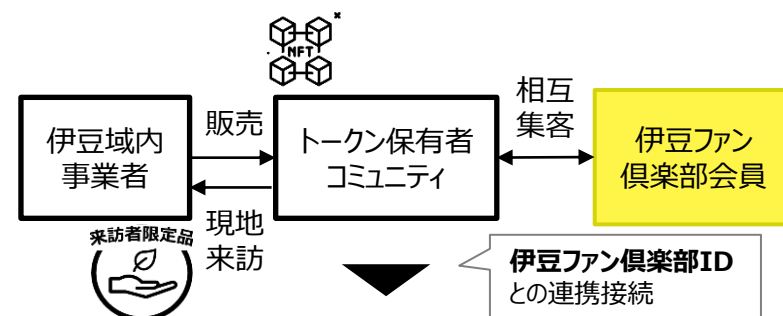 NFT
伊豆域内
事業者
販売
現地
来訪
トークン保有者
コミュニティ
相互
集客
伊豆ファン
倶楽部会員
来訪者限定品
伊豆ファン倶楽部ID
との連携接続